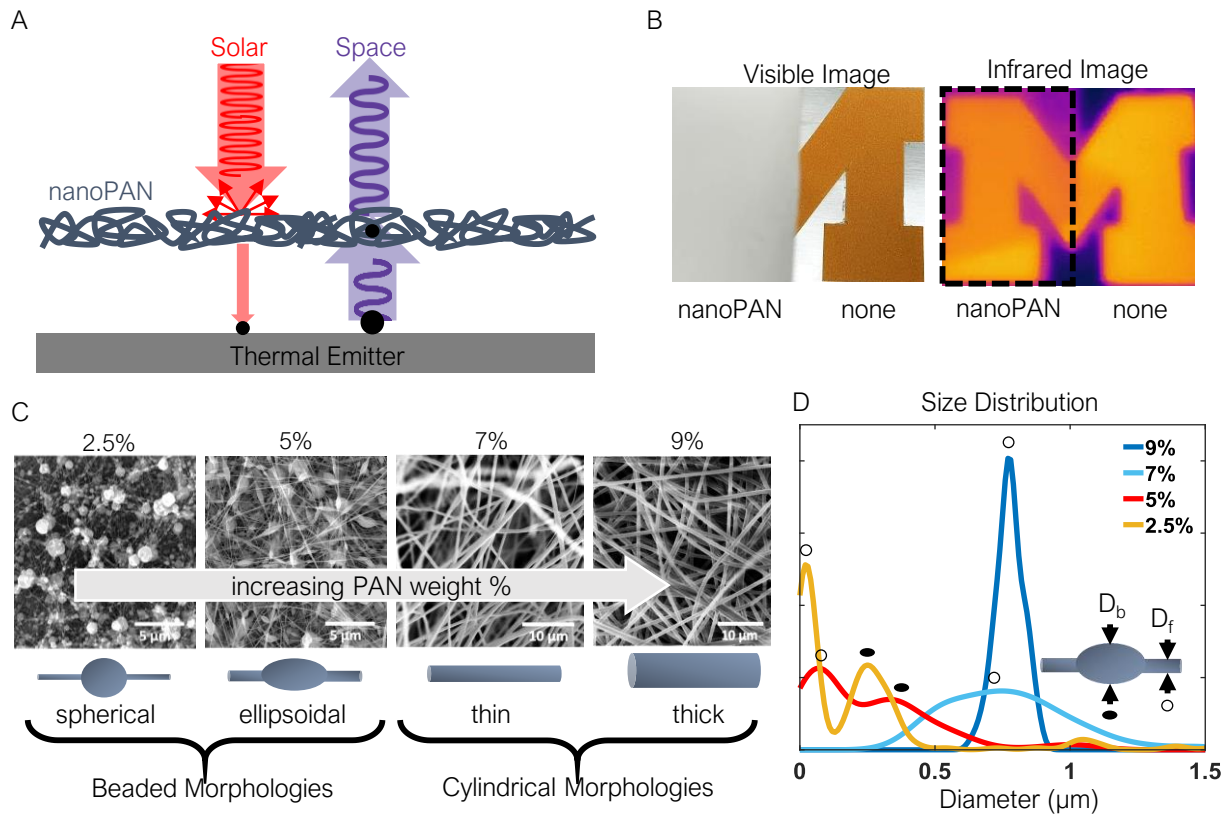 A
Solar
Space
nanoPAN
Thermal Emitter
B
Visible Image
Infrared Image
nanoPAN
none
nanoPAN
none
C
2.5%
5%
7%
9%
increasing PAN weight %
5 µm
5 µm
10 µm
10 µm
spherical
ellipsoidal
thin
thick
Beaded Morphologies
Cylindrical Morphologies
D
Size Distribution
9%
7%
5%
2.5%
D_b
D_f
0
0.5
1
1.5
Diameter (µm)